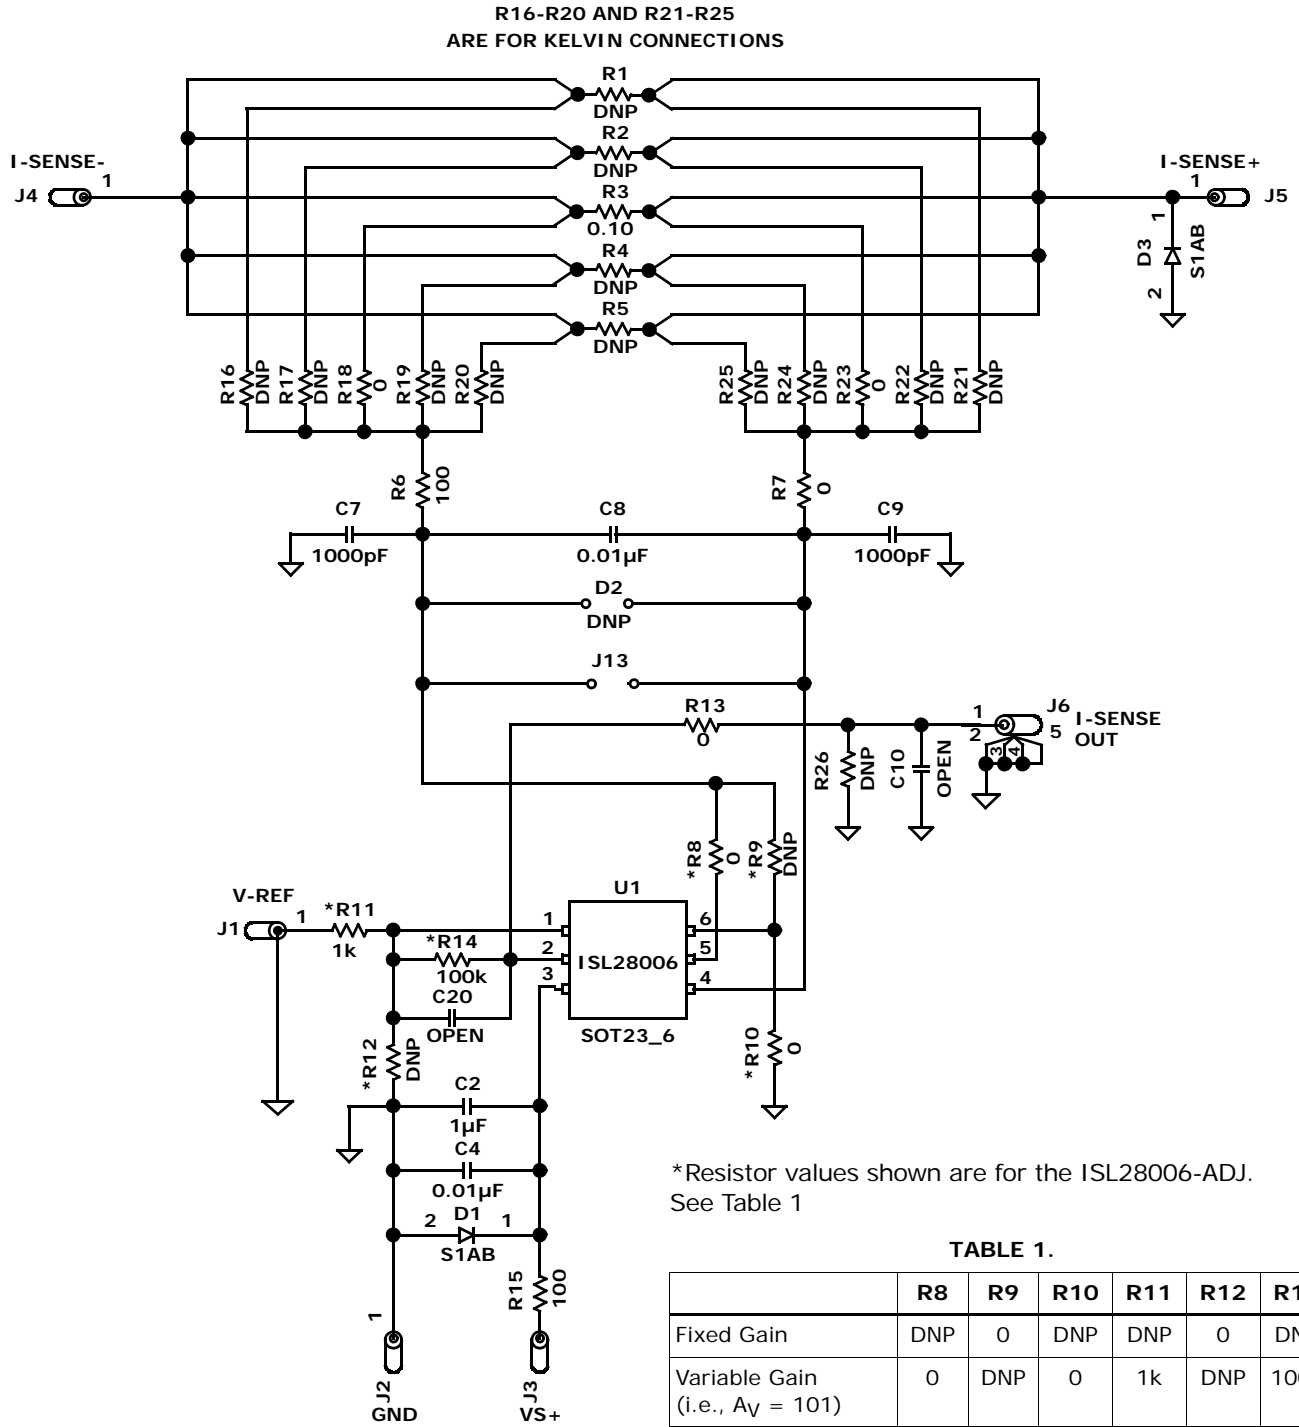 R16-R20 AND R21-R25
ARE FOR KELVIN CONNECTIONS
R1
DNP
R2
DNP
I-SENSE-
J4
1
I-SENSE+
1
J5
R3
0.10
R4
DNP
R5
DNP
1
D3
S1AB
2
R16
DNP
R17
DNP
R18
0
R19
DNP
R20
DNP
R25
DNP
R24
DNP
R23
0
R22
DNP
R21
DNP
R6
100
R7
0
C7
1000pF
C8
0.01µF
C9
1000pF
D2
DNP
J13
R13
0
R26
DNP
C10
OPEN
1
2
3
4
5
J6
I-SENSE
OUT
*R8
0
*R9
DNP
V-REF
J1
1
*R11
1k
*R14
100k
C20
OPEN
U1
1
2
3
ISL28006
6
5
4
SOT23_6
*R12
DNP
*R10
0
C2
1µF
C4
0.01µF
2
D1
1
S1AB
R15
100
1
J2
GND
J3
VS+
*Resistor values shown are for the ISL28006-ADJ.
See Table 1
TABLE 1.
R8 R9 R10 R11 R12
Fixed Gain DNP 0 DNP DNP 0
Variable Gain 0 DNP 0 1k DNP
(i.e., AV = 101)